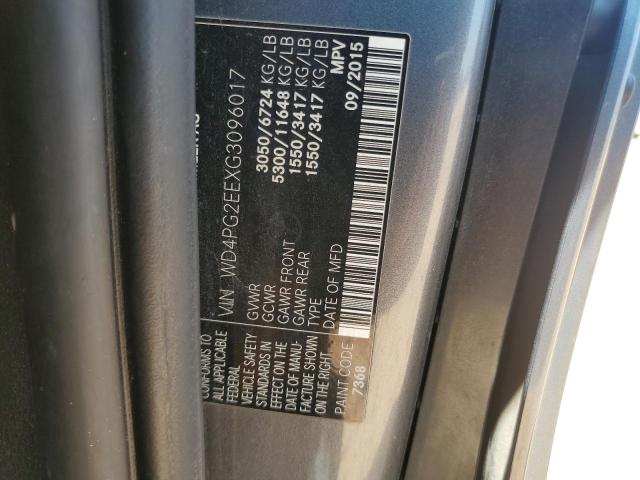 VIN WD4PG2EEXG3096017
GVWR 3050/6724 KG/LB
GCWR 5300/11648 KG/LB
GAWR FRONT 1550/3417 KG/LB
GAWR REAR 1550/3417 KG/LB
TYPE MPV
DATE OF MFD 09/2015
CONFORMS TO
ALL APPLICABLE
FEDERAL
VEHICLE SAFETY
STANDARDS IN
EFFECT ON THE
DATE OF MANU-
FACTURE SHOWN
ON THE RIGHT
PAINT CODE
7368